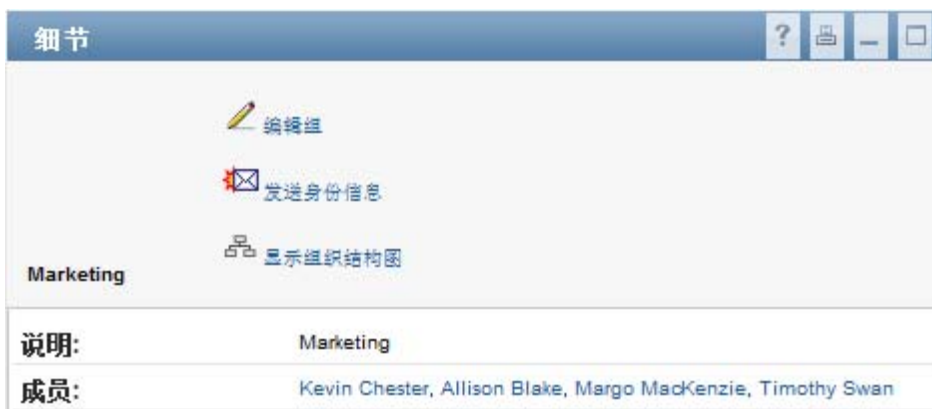 细节
?
编辑组
发送身份信息
显示组织结构图
Marketing
说明: Marketing
成员: Kevin Chester, Allison Blake, Margo MacKenzie, Timothy Swan